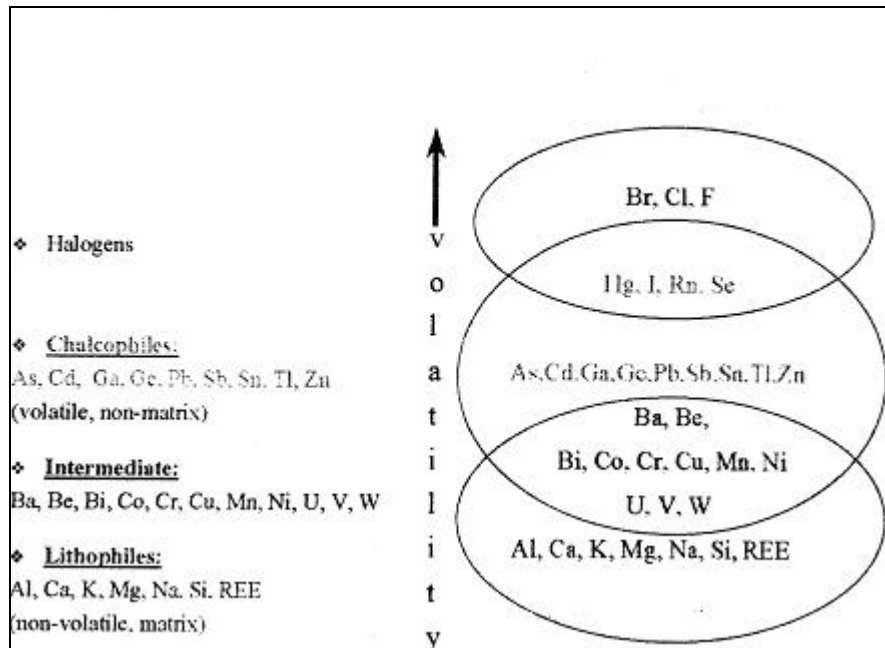 ❖ Halogens
❖ Chalcophiles:
As, Cd, Ga, Ge, Pb, Sb, Sn, Tl, Zn
(volatile, non-matrix)
❖ Intermediate:
Ba, Be, Bi, Co, Cr, Cu, Mn, Ni, U, V, W
❖ Lithophiles:
Al, Ca, K, Mg, Na, Si, REE
(non-volatile, matrix)
v
o
l
a
t
i
l
i
t
y
Br, Cl, F
Hg, I, Rn, Se
As,Cd,Ga,Ge,Pb,Sb,Sn,Tl,Zn
Ba, Be,
Bi, Co, Cr, Cu, Mn, Ni
U, V, W
Al, Ca, K, Mg, Na, Si, REE